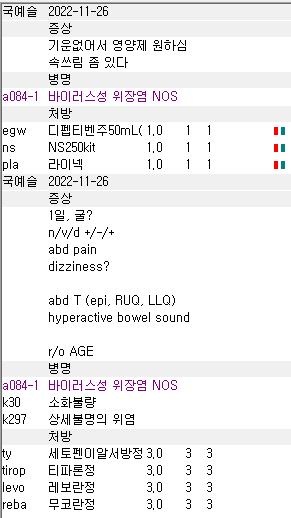 국예슬 2022-11-26
증상
기운없어서 영양제 원하심
속쓰림 좀 있다
병명
a084-1 바이러스성 위장염 NOS
처방
egw 디펩티벤주50mL( 1,0 1 1
ns NS250kit 1,0 1 1
pla 라이넥 1,0 1 1
국예슬 2022-11-26
증상
1일, 굴?
n/v/d +/-/+
abd pain
dizziness?
abd T (epi, RUQ, LLQ)
hyperactive bowel sound
r/o AGE
병명
a084-1 바이러스성 위장염 NOS
k30 소화불량
k297 상세불명의 위염
처방
ty 세토펜이알서방정 3,0 3 3
tirop 티파론정 3,0 3 3
levo 레보란정 3,0 3 3
reba 무코란정 3,0 3 3